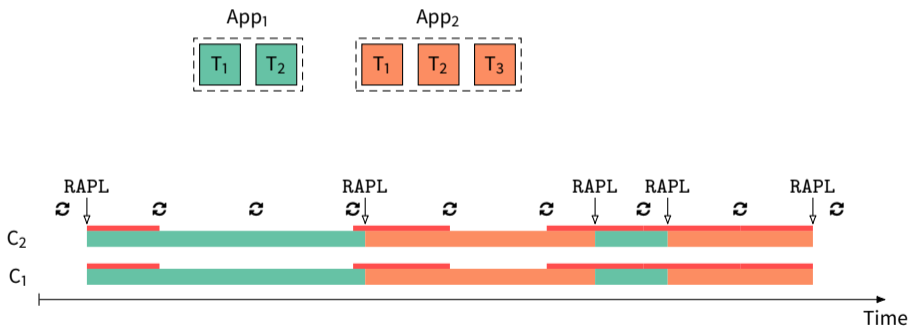 App₁ App₂
T₁ T₂ T₁ T₂ T₃
RAPL RAPL RAPL RAPL RAPL
C₂
C₁
Time